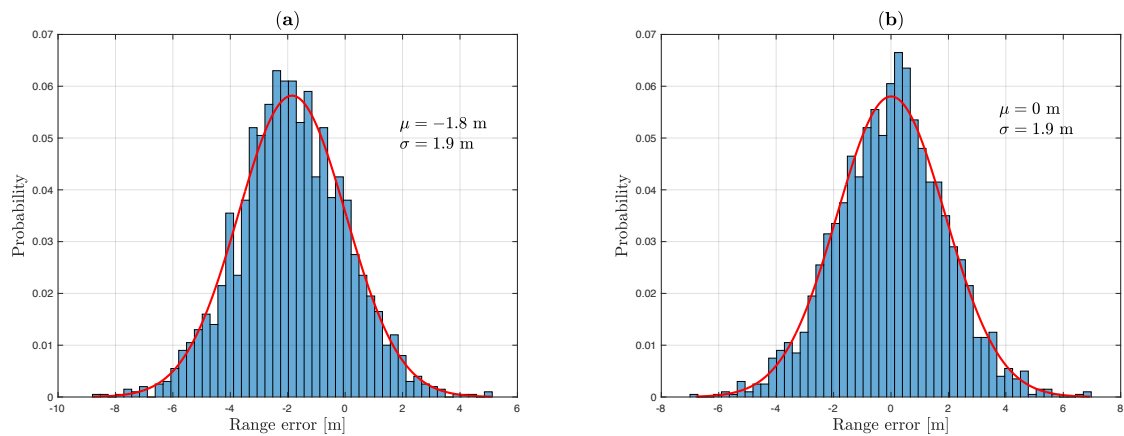 (a)
0.07
0.06
0.05
0.04
0.03
0.02
0.01
0
Probability
μ = −1.8 m
σ = 1.9 m
-10 -8 -6 -4 -2 0 2 4 6
Range error [m]
(b)
0.07
0.06
0.05
0.04
0.03
0.02
0.01
0
Probability
μ = 0 m
σ = 1.9 m
-8 -6 -4 -2 0 2 4 6 8
Range error [m]